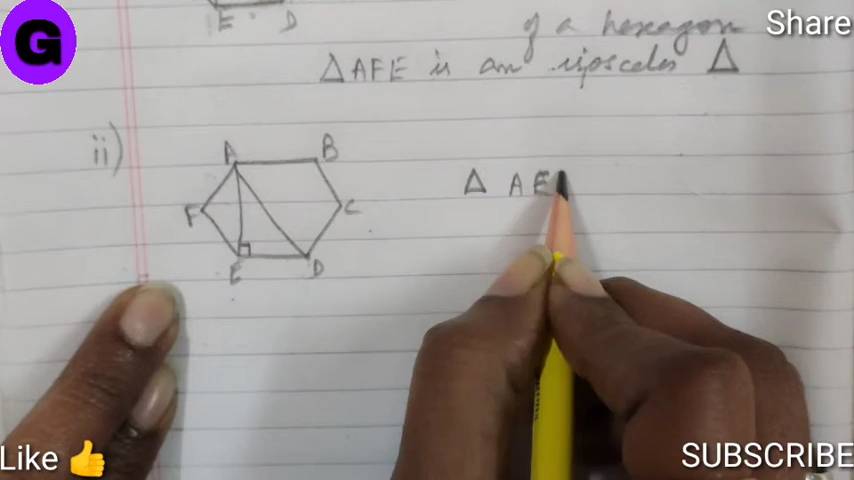 G
E D
of a hexagon
Share
ΔAFE is an isosceles Δ
ii)
A B
Δ AE
F C
E D
Like 👍
SUBSCRIBE